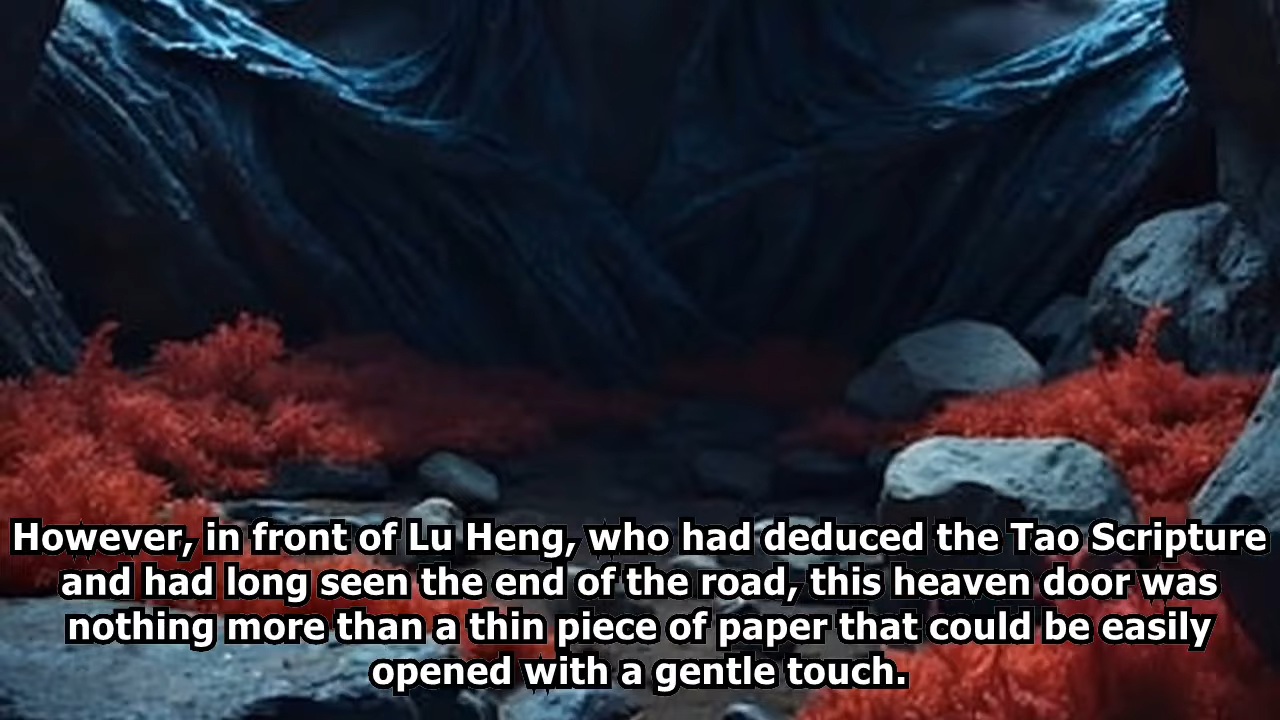 However, in front of Lu Heng, who had deduced the Tao Scripture
and had long seen the end of the road, this heaven door was
nothing more than a thin piece of paper that could be easily
opened with a gentle touch.